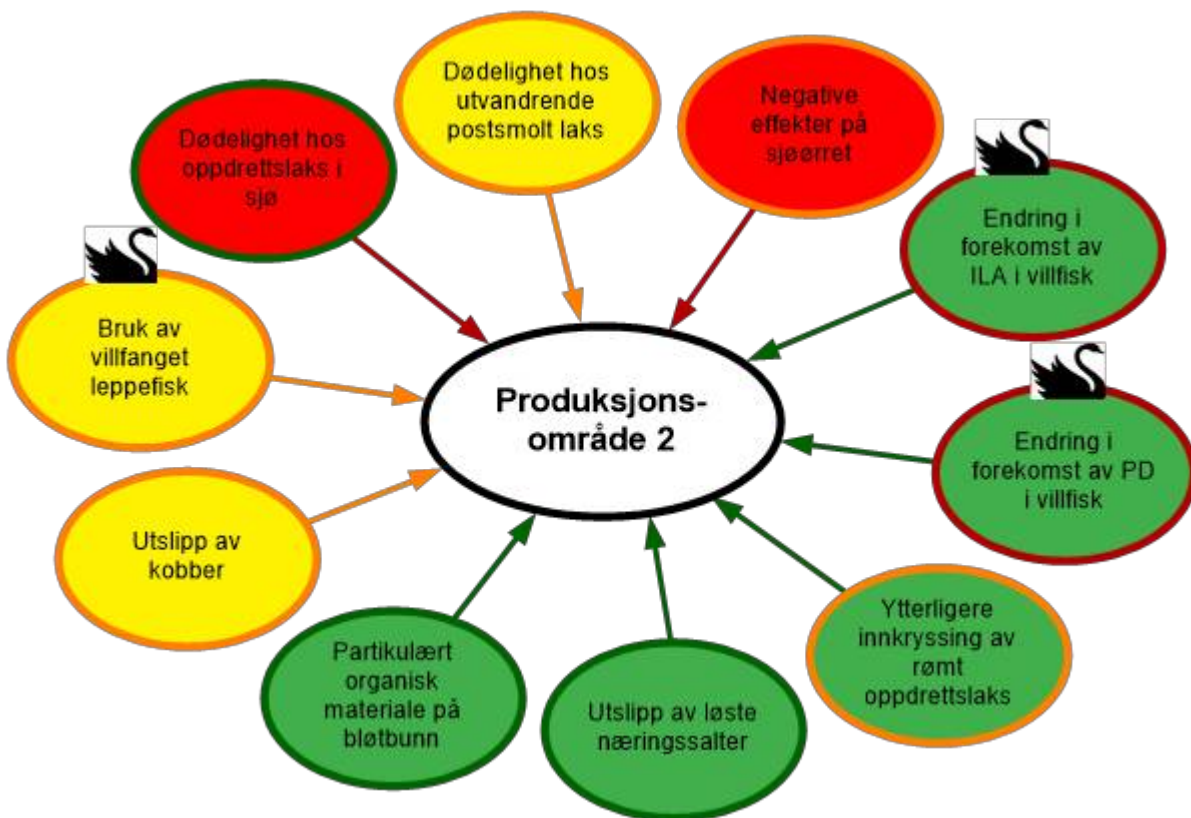 Dødelighet hos
utvandrende
postsmolt laks
Negative
effekter på
sjøørret
Dødelighet hos
oppdrettslaks i
sjø
Endring i
forekomst av
ILA i villfisk
Bruk av
villfanget
leppefisk
Produksjons-
område 2
Endring i
forekomst av PD
i villfisk
Utslipp av
kobber
Ytterligere
innkryssing av
rømt
oppdrettslaks
Partikulært
organisk
materiale på
bløtbunn
Utslipp av løste
næringssalter